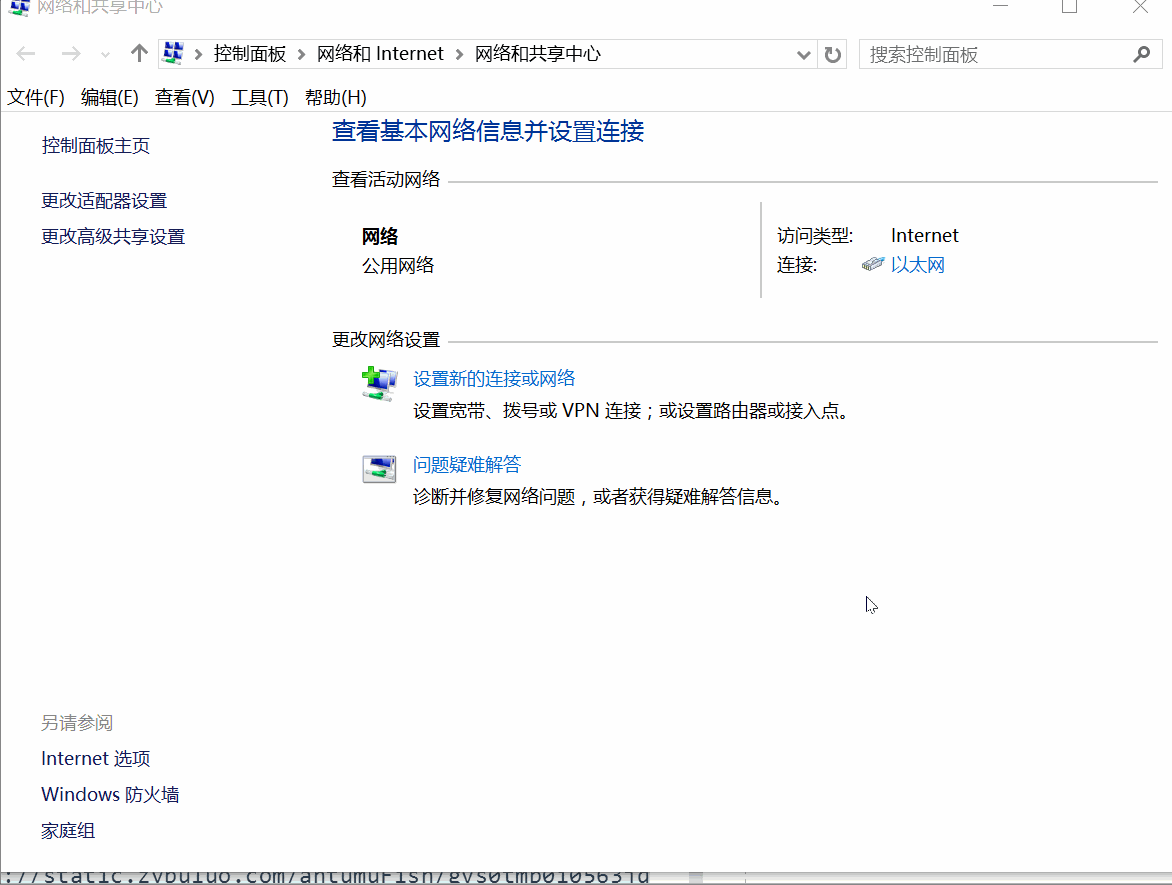 网络和共享中心
控制面板 > 网络和 Internet > 网络和共享中心
搜索控制面板
文件(F) 编辑(E) 查看(V) 工具(T) 帮助(H)
控制面板主页
更改适配器设置
更改高级共享设置
查看基本网络信息并设置连接
查看活动网络
网络
公用网络
访问类型: Internet
连接: 以太网
更改网络设置
设置新的连接或网络
设置宽带、拨号或 VPN 连接；或设置路由器或接入点。
问题疑难解答
诊断并修复网络问题，或者获得疑难解答信息。
另请参阅
Internet 选项
Windows 防火墙
家庭组